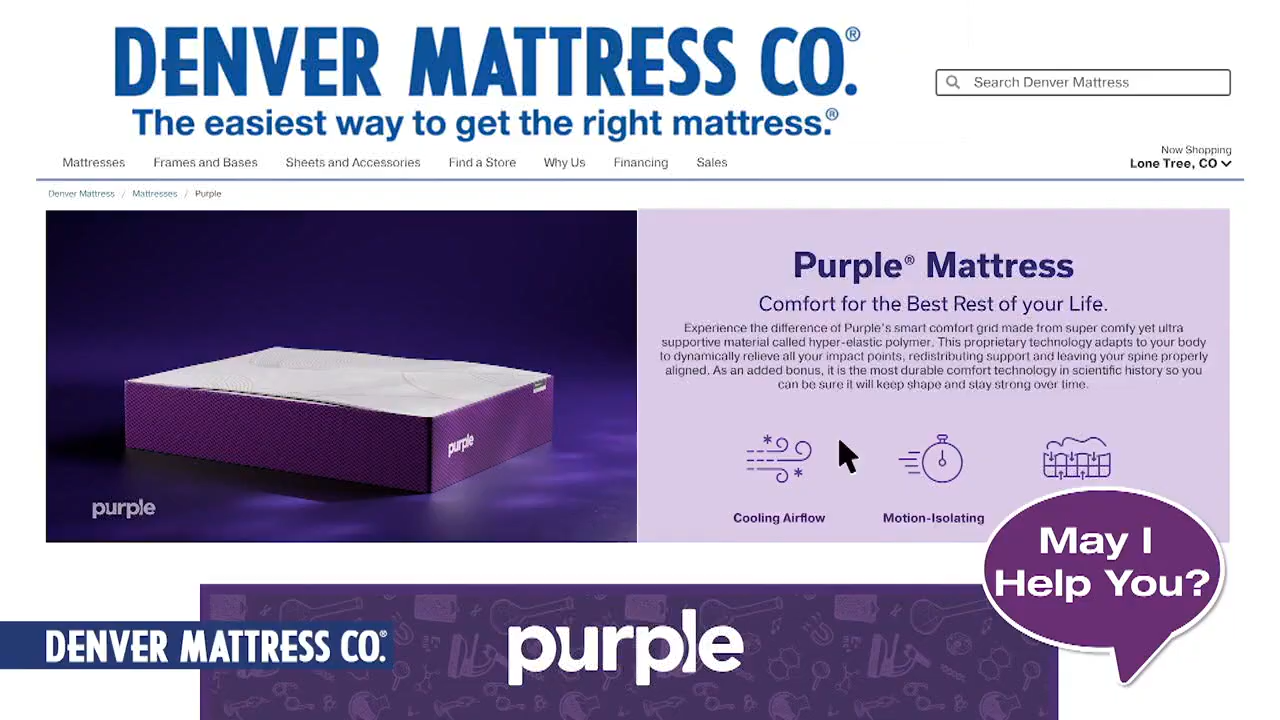 DENVER MATTRESS CO.®
The easiest way to get the right mattress.®
Search Denver Mattress
Now Shopping
Mattresses Frames and Bases Sheets and Accessories Find a Store Why Us Financing Sales Lone Tree, CO
Denver Mattress / Mattresses / Purple
Purple® Mattress
Comfort for the Best Rest of your Life.
Experience the difference of Purple's smart comfort grid made from super comfy yet ultra
supportive material called hyper-elastic polymer. This proprietary technology adapts to your body
to dynamically relieve all your impact points, redistributing support and leaving your spine properly
aligned. As an added bonus, it is the most durable comfort technology in scientific history so you
can be sure it will keep shape and stay strong over time.
purple
purple
Cooling Airflow Motion-Isolating
May I
Help You?
DENVER MATTRESS CO.®
purple